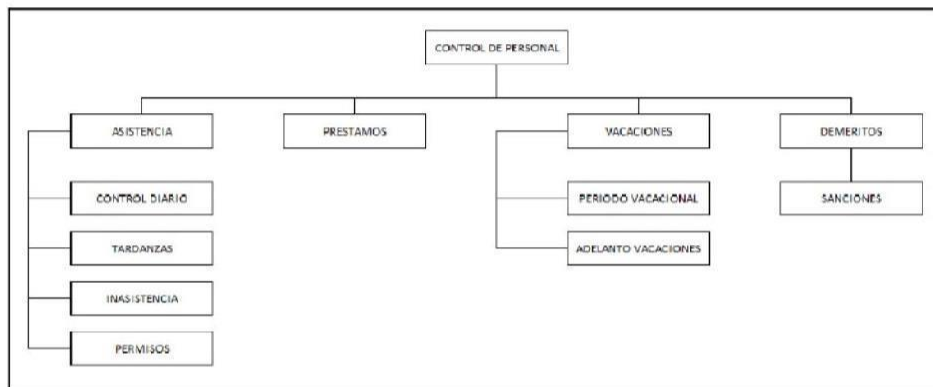 CONTROL DE PERSONAL
ASISTENCIA
PRESTAMOS
VACACIONES
DEMERITOS
CONTROL DIARIO
PERIODO VACACIONAL
SANCIONES
TARDANZAS
ADELANTO VACACIONES
INASISTENCIA
PERMISOS